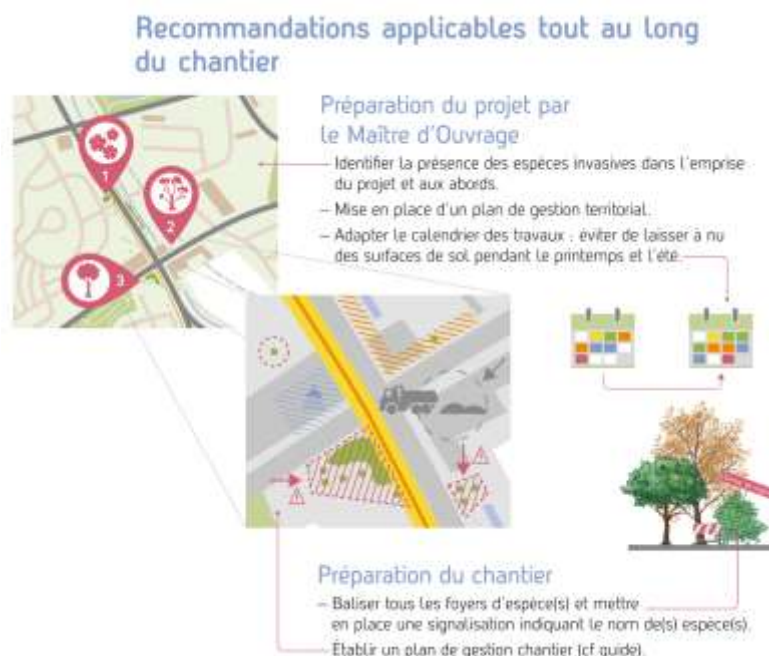 Recommandations applicables tout au long
du chantier
Préparation du projet par
le Maître d'Ouvrage
– Identifier la présence des espèces invasives dans l'emprise
du projet et aux abords.
– Mise en place d'un plan de gestion territorial.
– Adapter le calendrier des travaux : éviter de laisser à nu
des surfaces de sol pendant le printemps et l'été.
1
2
3
Préparation du chantier
– Baliser tous les foyers d'espèce(s) et mettre
en place une signalisation indiquant le nom de(s) espèce(s).
– Établir un plan de gestion chantier (cf guide).